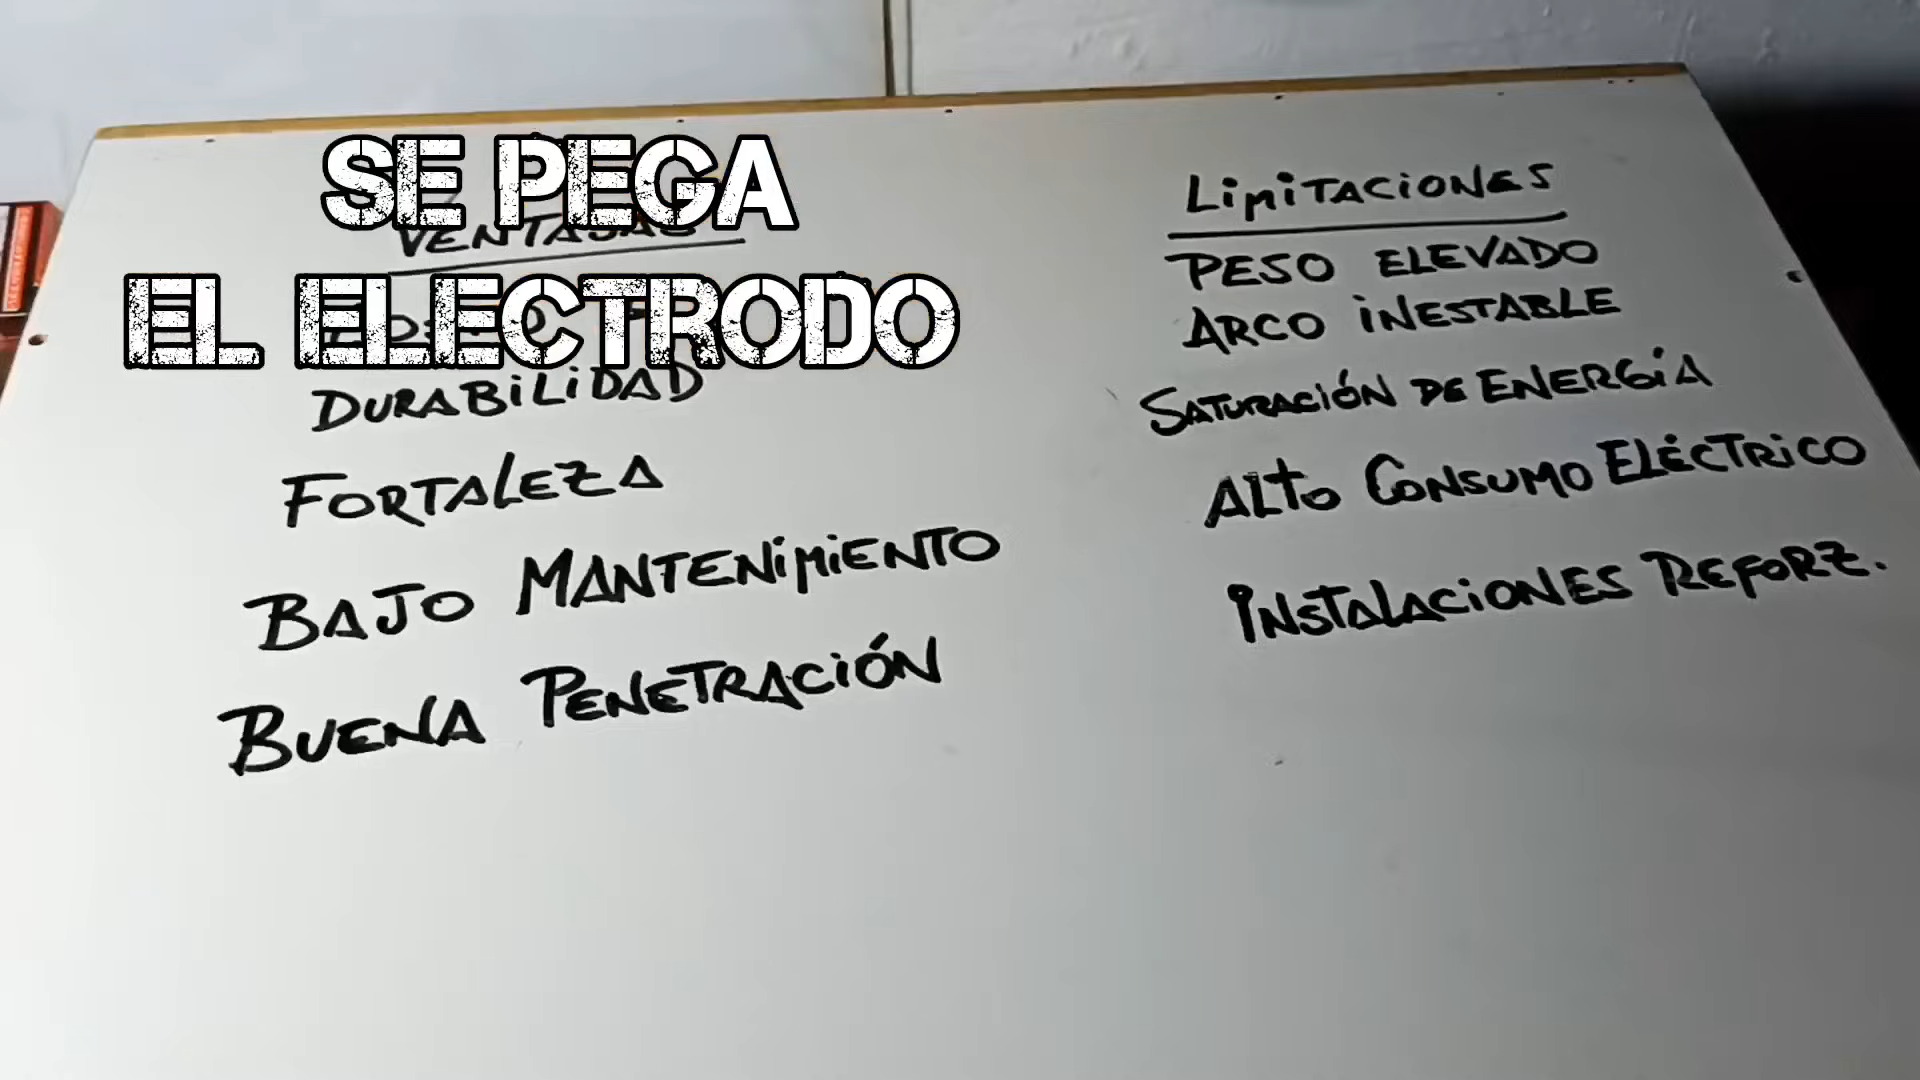 SE PEGA
EL ELECTRODO
VENTAJAS
DURABILIDAD
FORTALEZA
BAJO MANTENIMIENTO
BUENA PENETRACIÓN
LIMITACIONES
PESO ELEVADO
ARCO INESTABLE
SATURACIÓN DE ENERGÍA
ALTO CONSUMO ELÉCTRICO
INSTALACIONES REFORZ.